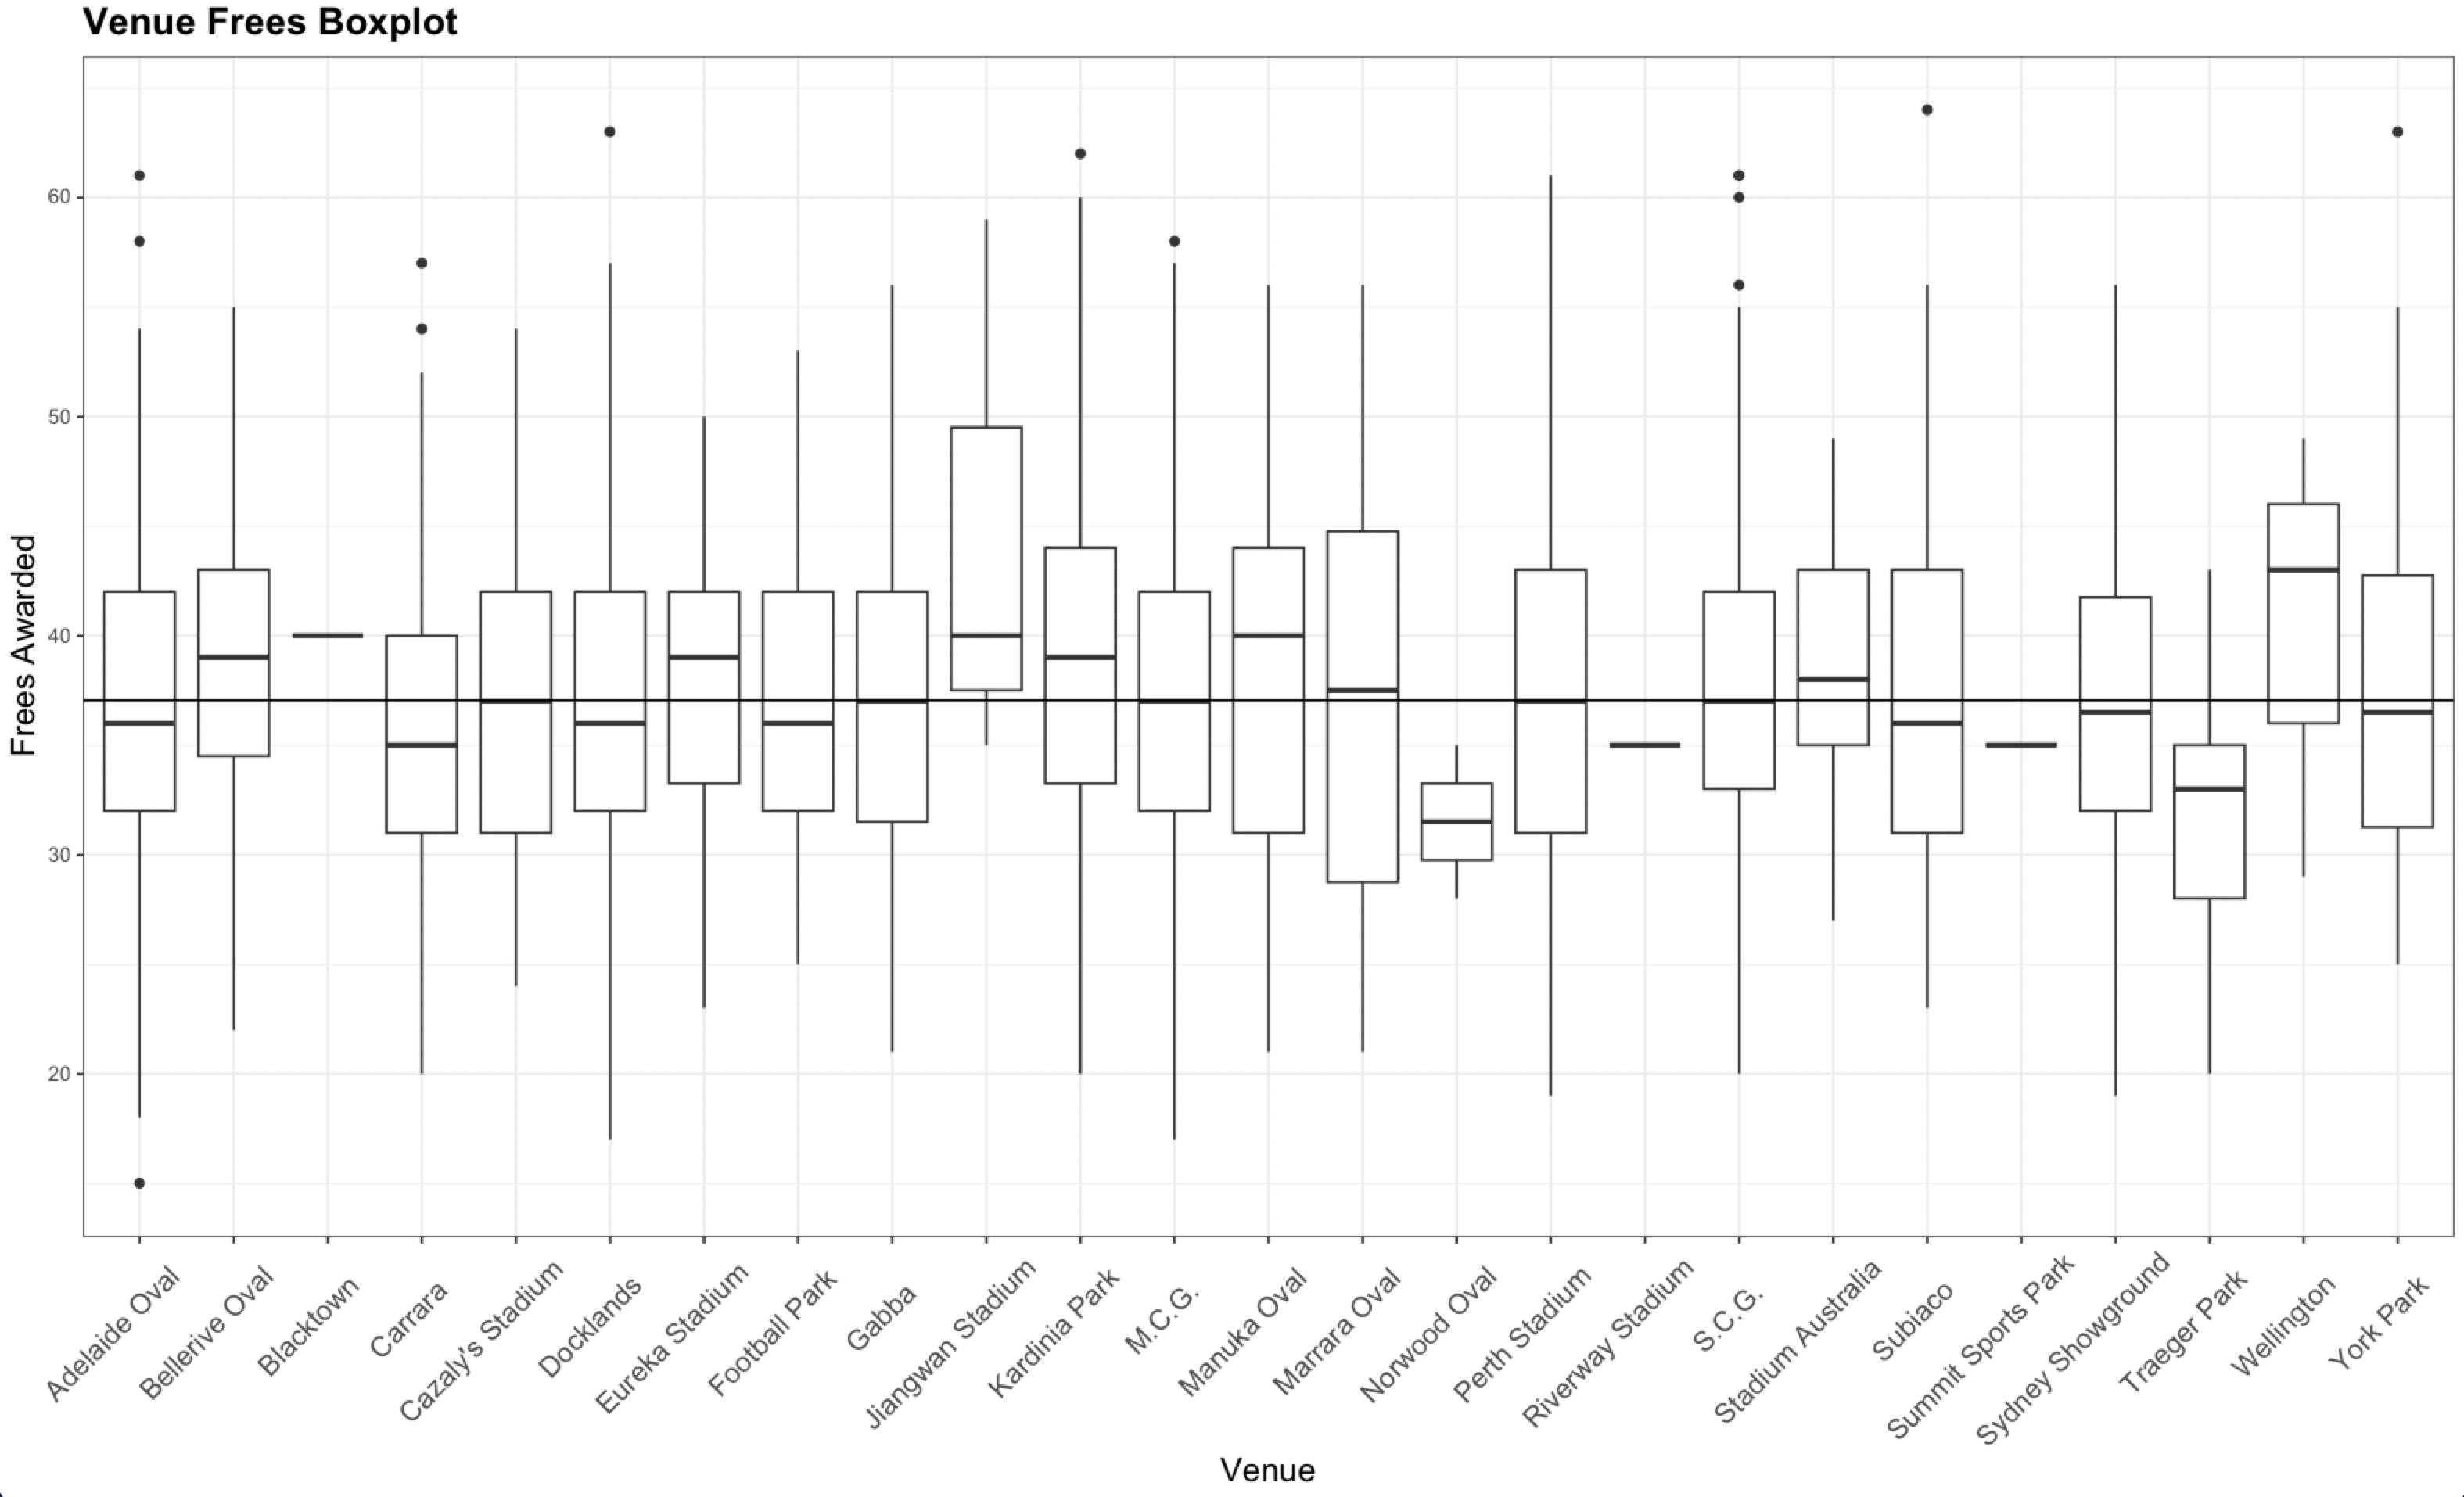 Venue Frees Boxplot
Frees Awarded
60
50
40
30
20
Adelaide Oval
Bellerive Oval
Blacktown
Carrara
Cazaly's Stadium
Docklands
Eureka Stadium
Football Park
Gabba
Jiangwan Stadium
Kardinia Park
M.C.G.
Manuka Oval
Marrara Oval
Norwood Oval
Perth Stadium
Riverway Stadium
S.C.G.
Stadium Australia
Subiaco
Summit Sports Park
Sydney Showground
Traeger Park
Wellington
York Park
Venue